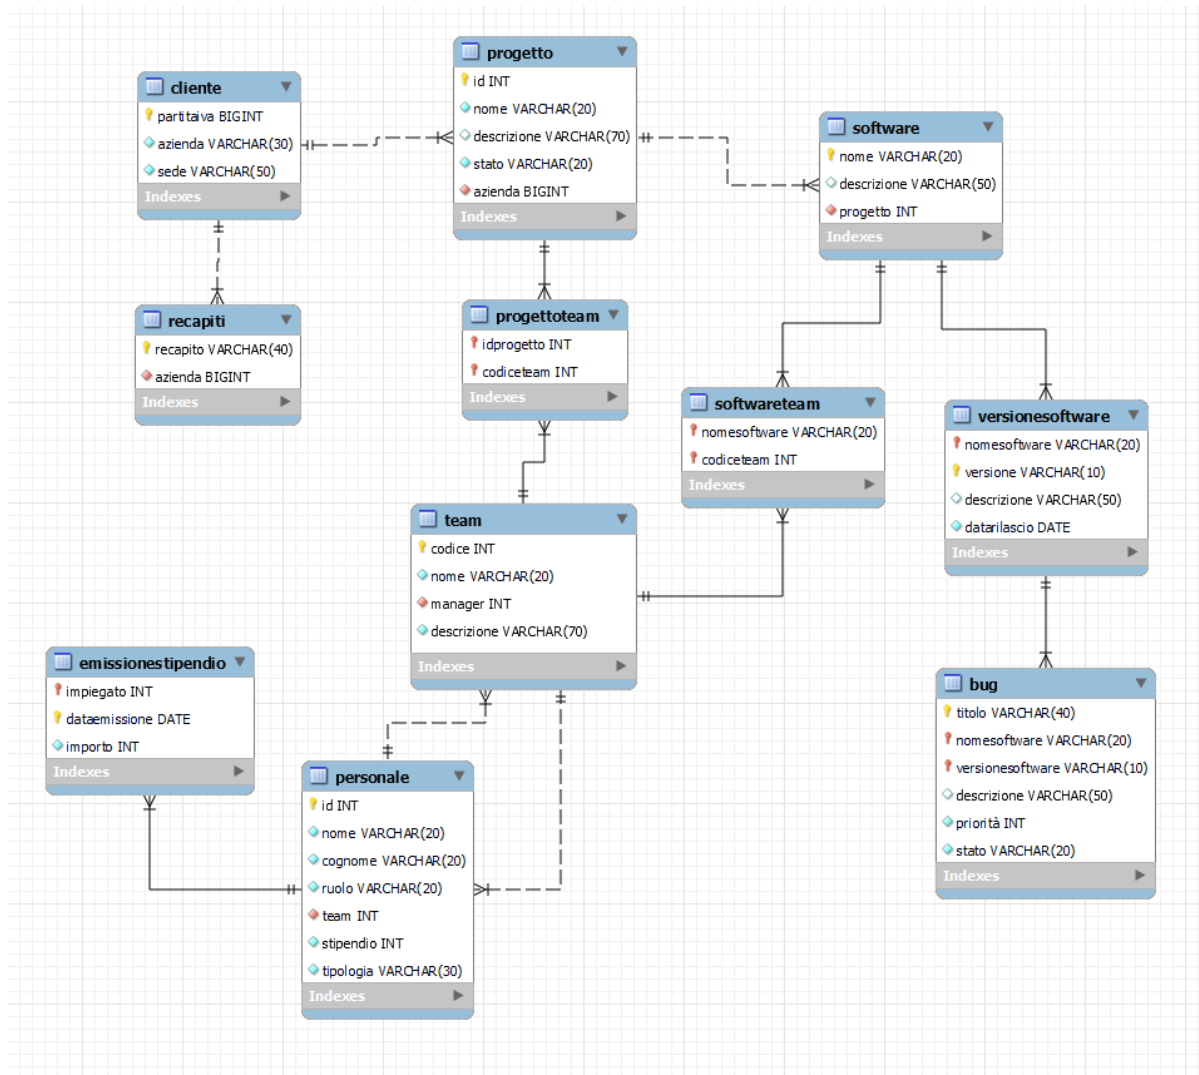 cliente
partitaiva BIGINT
azienda VARCHAR(30)
sede VARCHAR(50)
Indexes
progetto
id INT
nome VARCHAR(20)
descrizione VARCHAR(70)
stato VARCHAR(20)
azienda BIGINT
Indexes
software
nome VARCHAR(20)
descrizione VARCHAR(50)
progetto INT
Indexes
recapiti
recapito VARCHAR(40)
azienda BIGINT
Indexes
progettoteam
idprogetto INT
codiceteam INT
Indexes
softwareteam
nomesoftware VARCHAR(20)
codiceteam INT
Indexes
versionesoftware
nomesoftware VARCHAR(20)
versione VARCHAR(10)
descrizione VARCHAR(50)
datarilascio DATE
Indexes
team
codice INT
nome VARCHAR(20)
manager INT
descrizione VARCHAR(70)
Indexes
emissionestipendio
impiegato INT
dataemissione DATE
importo INT
Indexes
personale
id INT
nome VARCHAR(20)
cognome VARCHAR(20)
ruolo VARCHAR(20)
team INT
stipendio INT
tipologia VARCHAR(30)
Indexes
bug
titolo VARCHAR(40)
nomesoftware VARCHAR(20)
versionesoftware VARCHAR(10)
descrizione VARCHAR(50)
priorità INT
stato VARCHAR(20)
Indexes